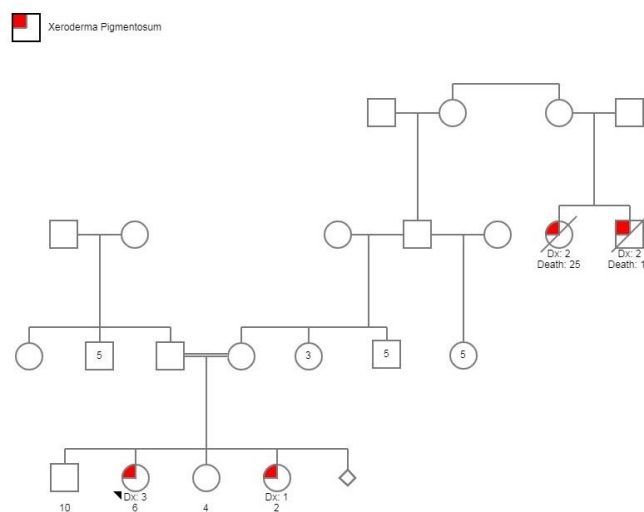 Xeroderma Pigmentosum
Dx: 2
Death: 25
Dx: 2
Death: 1
5
3
5
5
Dx: 3
Dx: 1
10
6
4
2